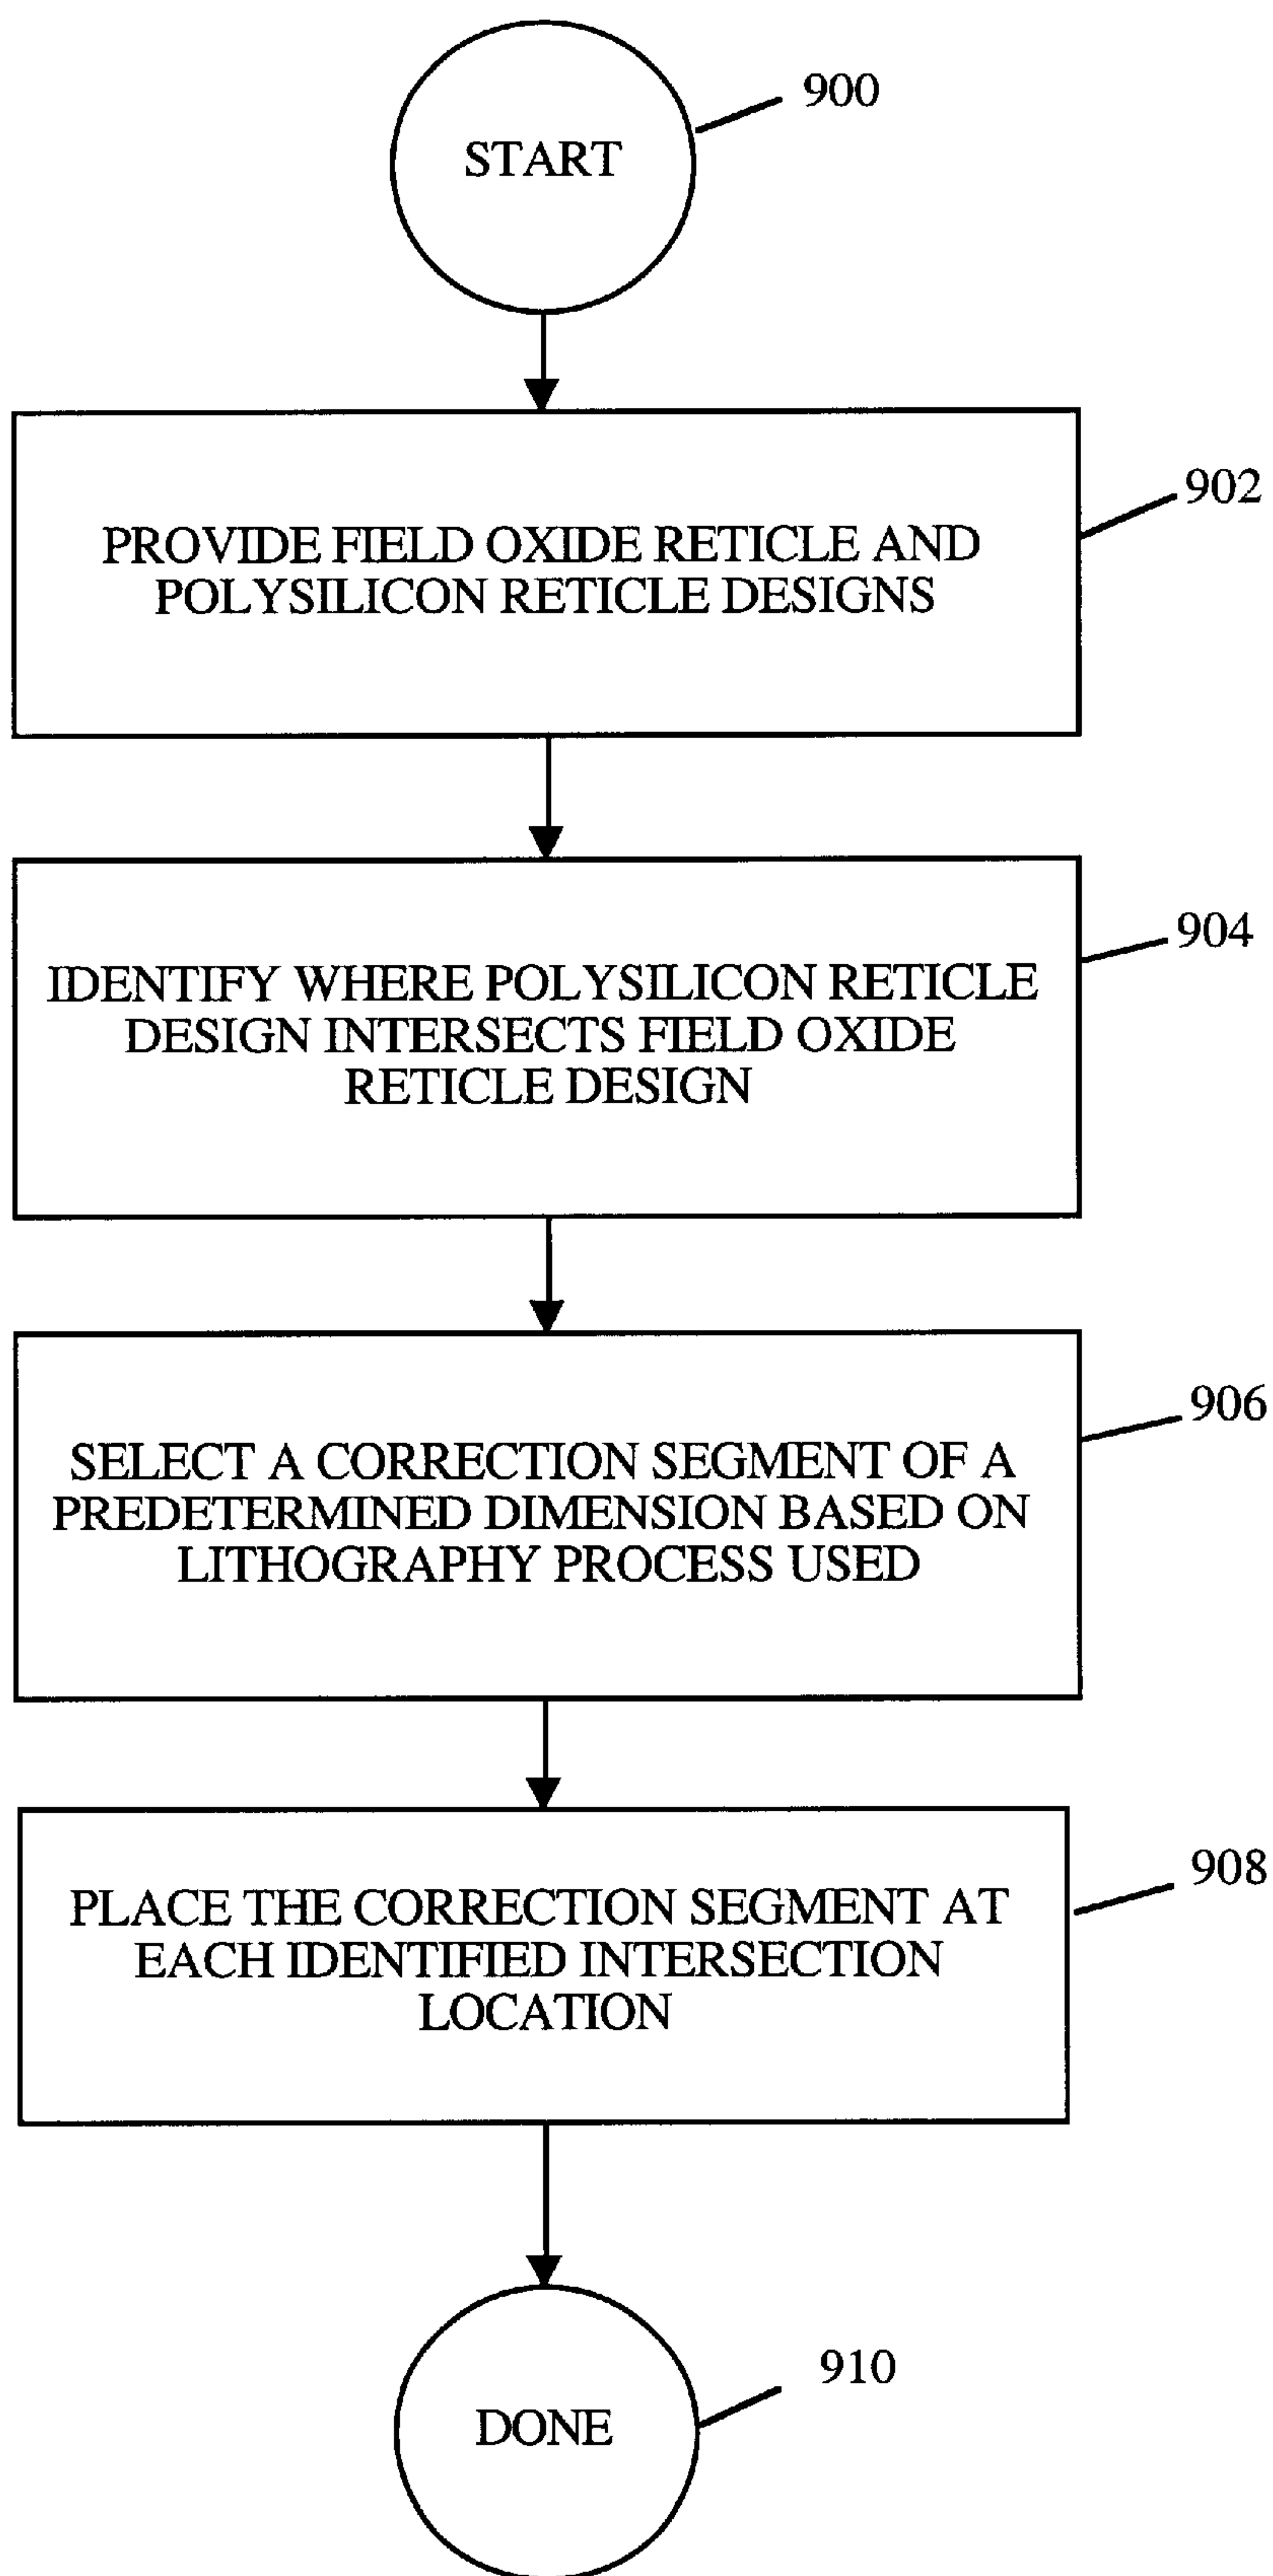 900
START
902
PROVIDE FIELD OXIDE RETICLE AND
POLYSILICON RETICLE DESIGNS
904
IDENTIFY WHERE POLYSILICON RETICLE
DESIGN INTERSECTS FIELD OXIDE
RETICLE DESIGN
906
SELECT A CORRECTION SEGMENT OF A
PREDETERMINED DIMENSION BASED ON
LITHOGRAPHY PROCESS USED
908
PLACE THE CORRECTION SEGMENT AT
EACH IDENTIFIED INTERSECTION
LOCATION
910
DONE